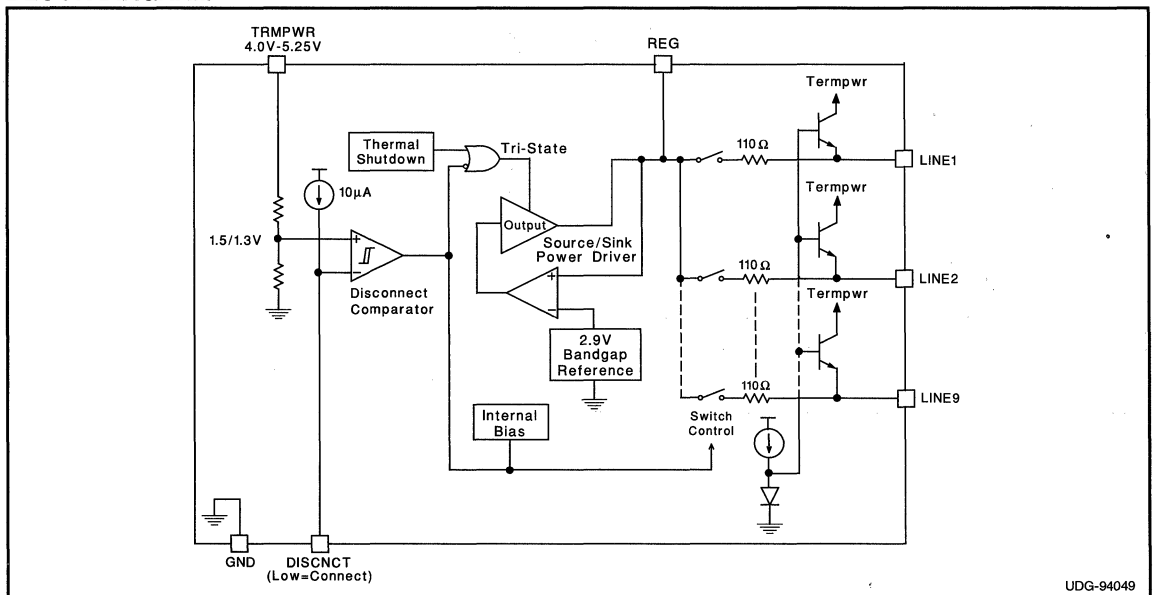 TRMPWR
4.0V-5.25V
REG
Termpwr
Thermal
Shutdown
Tri-State
110Ω
LINE1
10µA
Termpwr
Output
1.5/1.3V
+
−
Source/Sink
Power Driver
110Ω
LINE2
Disconnect
Comparator
+
−
Termpwr
2.9V
Bandgap
Reference
110Ω
LINE9
Internal
Bias
Switch
Control
GND
DISCNCT
(Low=Connect)
UDG-94049